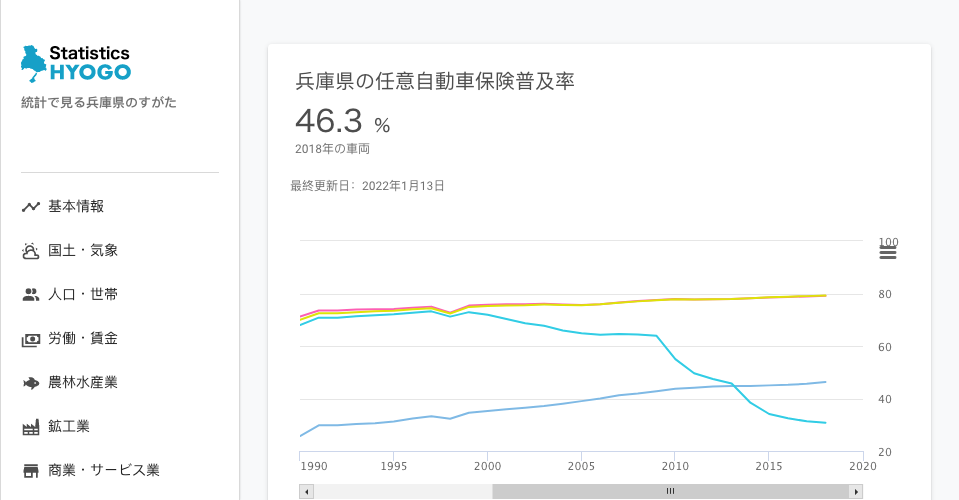 Statistics
HYOGO
統計で見る兵庫県のすがた
基本情報
国土・気象
人口・世帯
労働・賃金
農林水産業
鉱工業
商業・サービス業
兵庫県の任意自動車保険普及率
46.3 %
2018年の車両
最終更新日: 2022年1月13日
100
80
60
40
20
1990 1995 2000 2005 2010 2015 2020